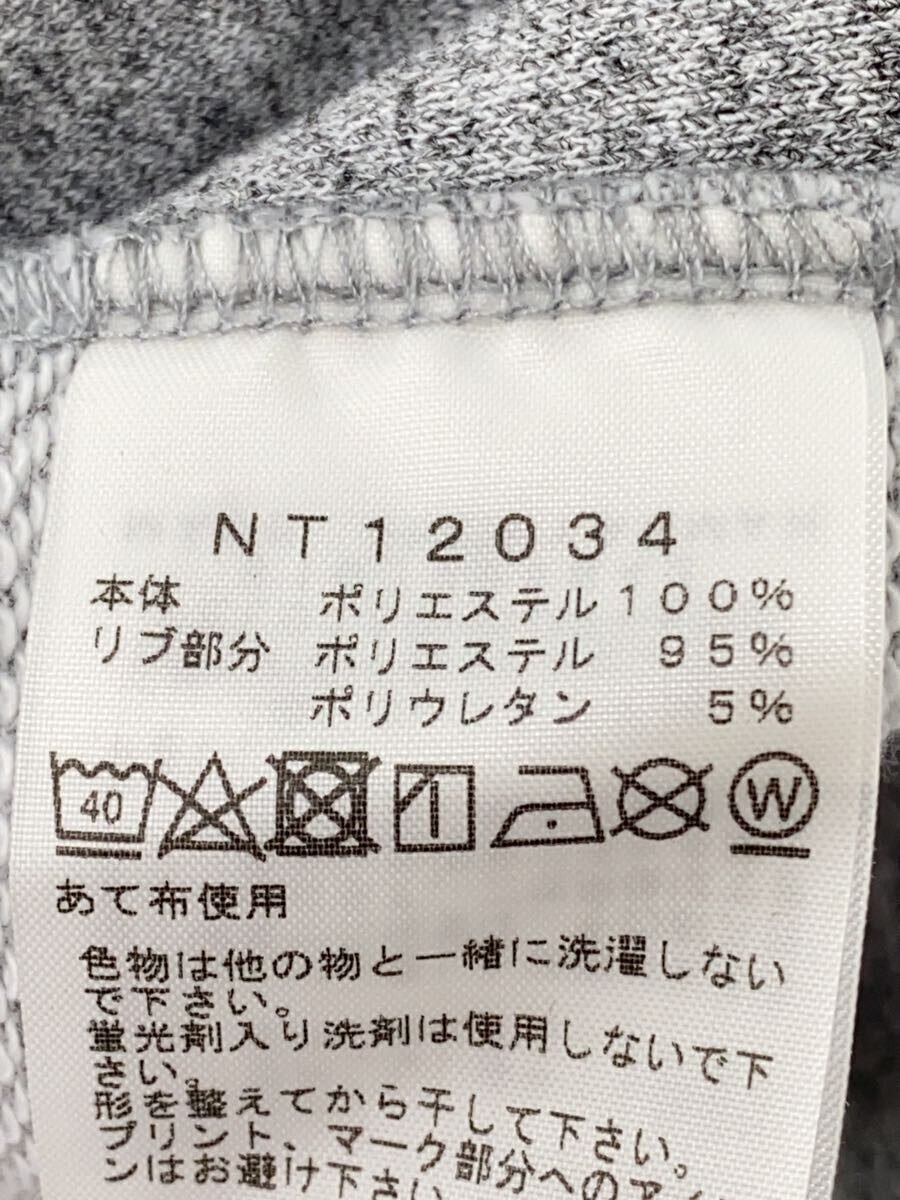 NT12034
本体 ポリエステル 100%
リブ部分 ポリエステル 95%
ポリウレタン 5%
40 W
あて布使用
色物は他の物と一緒に洗濯しない
で下さい。
蛍光剤入り洗剤は使用しないで下
さい。
形を整えてから干して下さい。
プリント、マーク部分へのアイ
ンはお避け下さい